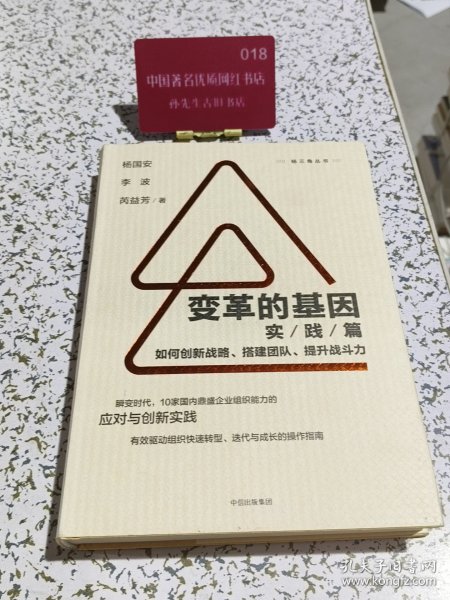 018
中国著名优质网红书店
孙先生古旧书店
杨三角丛书
杨国安
李 波
芮益芳/著
变革的基因
实/践/篇
如何创新战略、搭建团队、提升战斗力
瞬变时代，10家国内鼎盛企业组织能力的
应对与创新实践
有效驱动组织快速转型、迭代与成长的操作指南
中信出版集团
孔夫子旧书网
www.kongfz.com